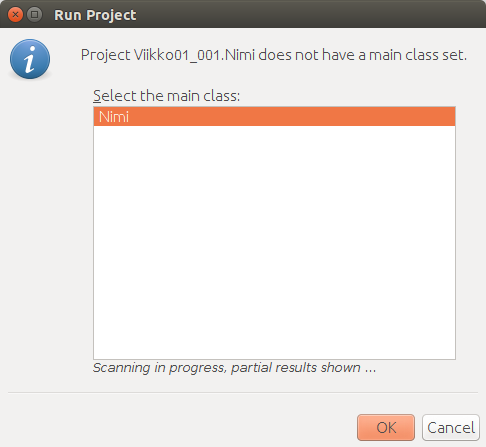 Run Project
Project Viikko01_001.Nimi does not have a main class set.
Select the main class:
Nimi
Scanning in progress, partial results shown ...
OK
Cancel